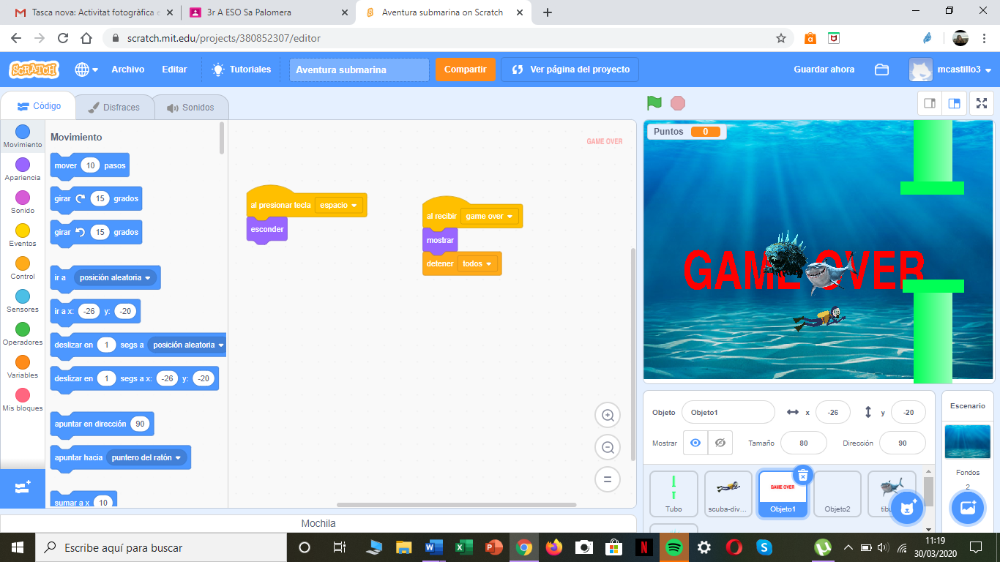 Tasca nova: Activitat fotogràfica e
3r A ESO Sa Palomera
Aventura submarina on Scratch
scratch.mit.edu/projects/380852307/editor
SCRATCH
Archivo
Editar
Tutoriales
Aventura submarina
Compartir
Ver página del proyecto
Guardar ahora
mcastillo3
Código
Disfraces
Sonidos
Movimiento
Apariencia
Sonido
Eventos
Control
Sensores
Operadores
Variables
Mis bloques
Movimiento
mover 10 pasos
girar 15 grados
girar 15 grados
ir a posición aleatoria
ir a x: -26 y: -20
deslizar en 1 segs a posición aleatoria
deslizar en 1 segs a x: -26 y: -20
apuntar en dirección 90
apuntar hacia puntero del ratón
sumar a x 10
GAME OVER
al presionar tecla espacio
esconder
al recibir game over
mostrar
detener todos
Mochila
Puntos 0
GAME OVER
Objeto Objeto1 x -26 y -20
Mostrar Tamaño 80 Dirección 90
Tubo
scuba-div...
GAME OVER
Objeto1
Objeto2
tibu
Escenario
Fondos
2
Escribe aquí para buscar
11:19
30/03/2020